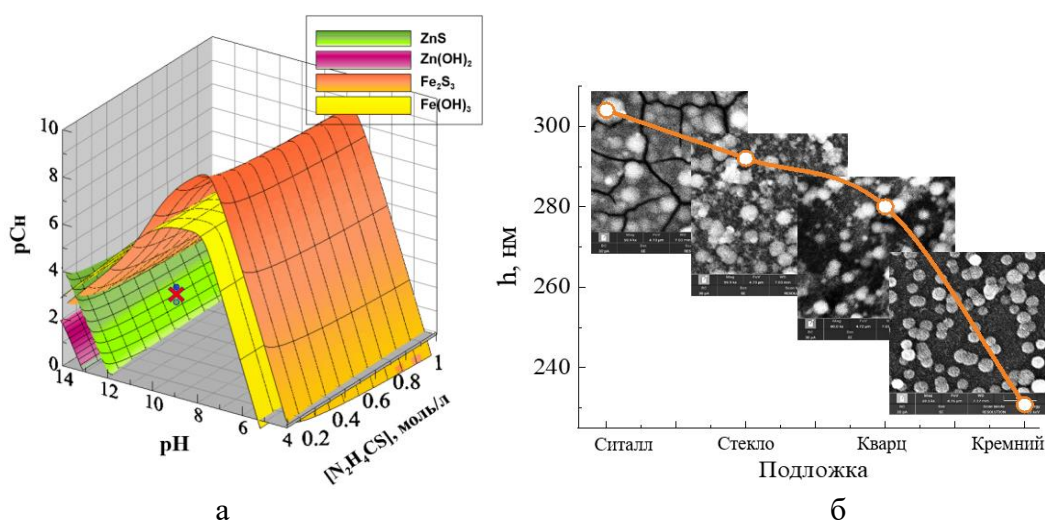 ZnS
Zn(OH)₂
Fe₂S₃
Fe(OH)₃
10
8
6
4
2
0
pCн
14
12
10
8
6
4
pH
0.2
0.4
0.6
0.8
1
[N₂H₄CS], моль/л
а
300
280
260
240
h, нм
Ситалл
Стекло
Кварц
Кремний
Подложка
б